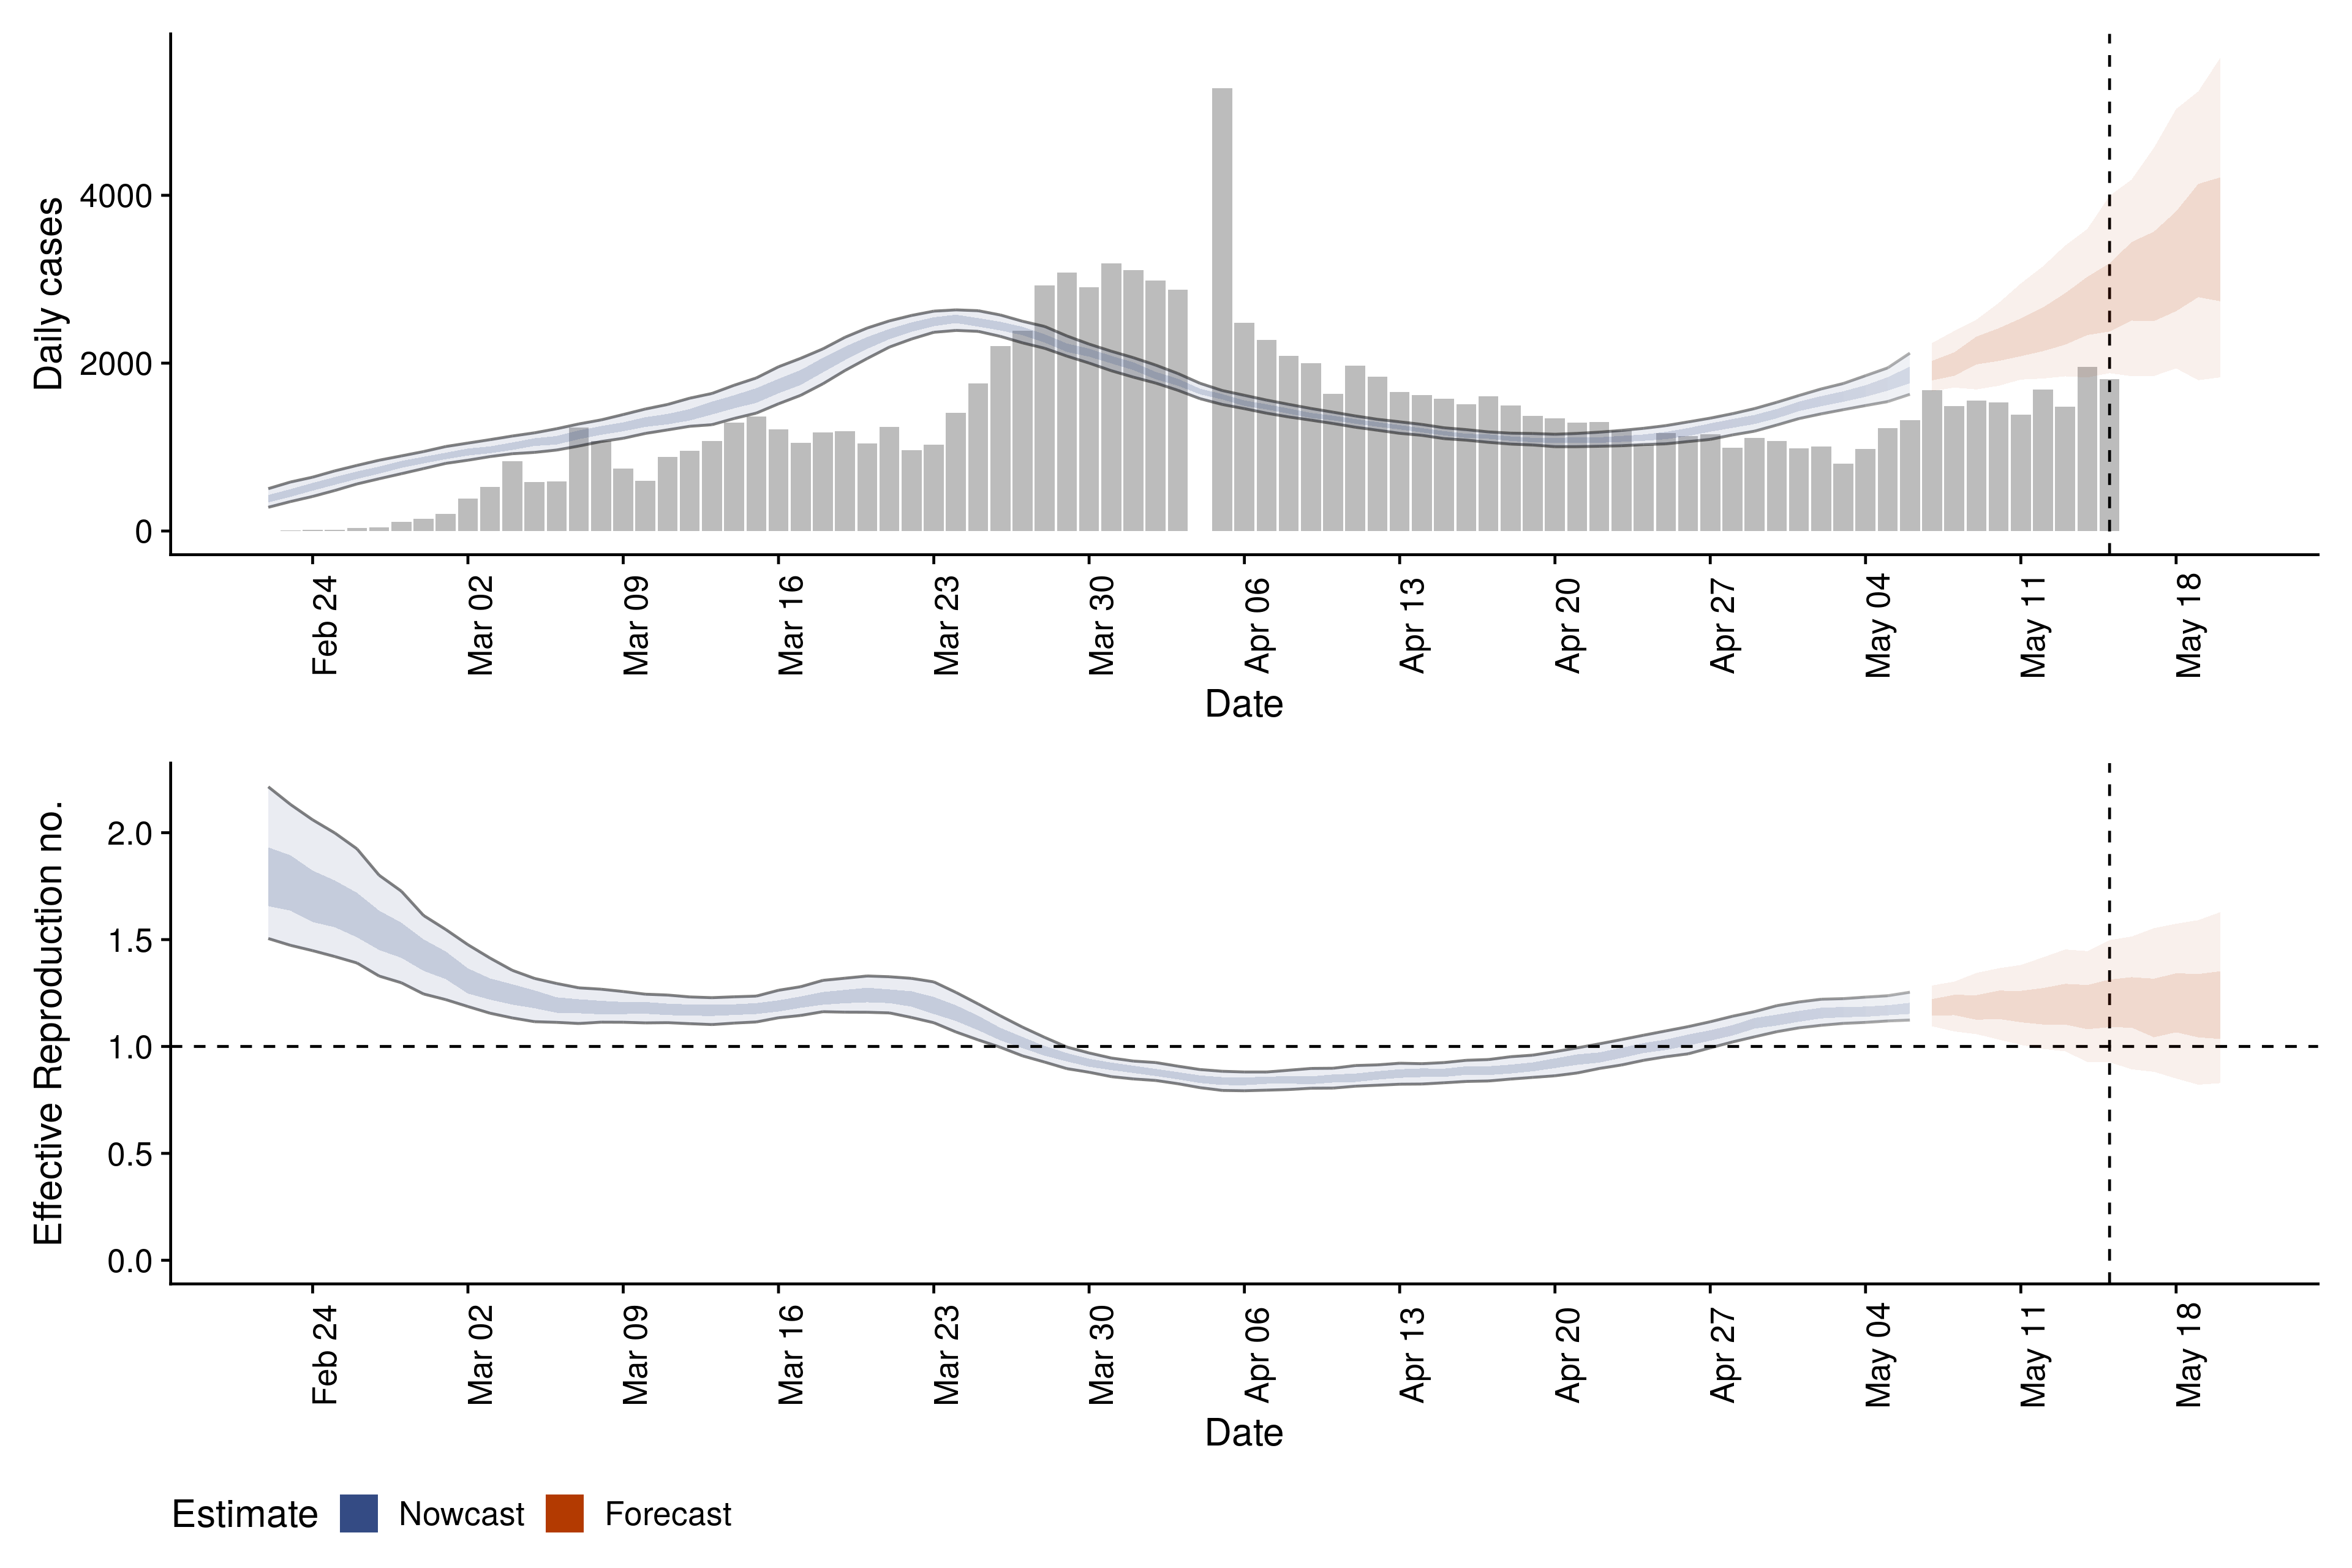 Daily cases
4000
2000
0
Feb 24
Mar 02
Mar 09
Mar 16
Mar 23
Mar 30
Apr 06
Apr 13
Apr 20
Apr 27
May 04
May 11
May 18
Date
Effective Reproduction no.
2.0
1.5
1.0
0.5
0.0
Feb 24
Mar 02
Mar 09
Mar 16
Mar 23
Mar 30
Apr 06
Apr 13
Apr 20
Apr 27
May 04
May 11
May 18
Date
Estimate Nowcast Forecast